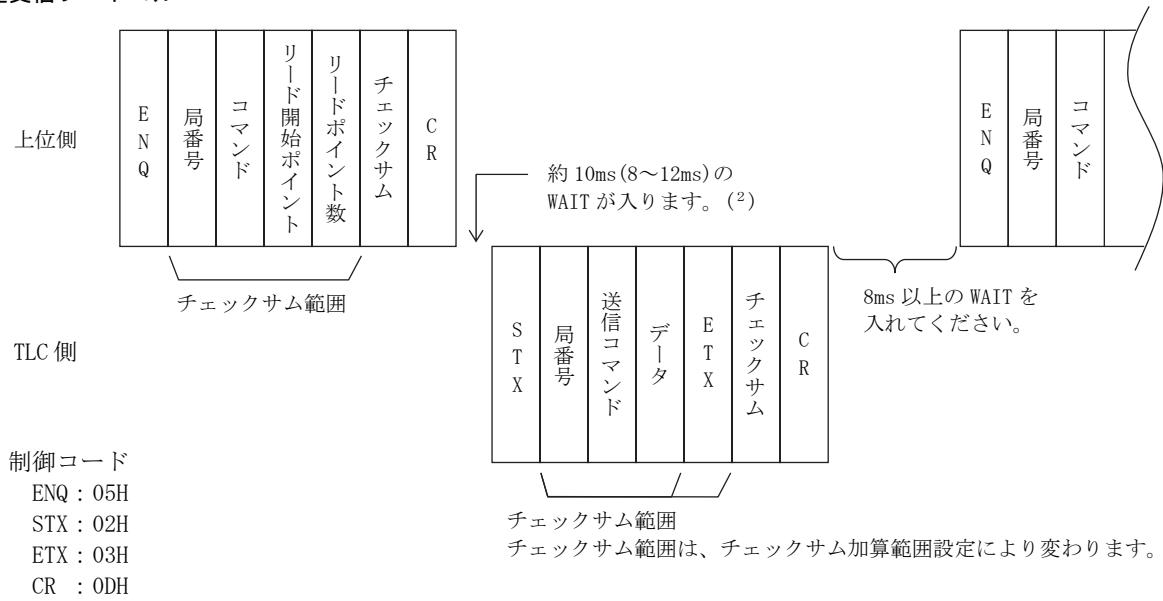 上位側
ENQ
局番号
コマンド
リード開始ポイント
リードポイント数
チェックサム
CR
チェックサム範囲
約10ms(8～12ms)の
WAITが入ります。(2)
ENQ
局番号
コマンド
TLC側
STX
局番号
送信コマンド
データ
ETX
チェックサム
CR
8ms以上のWAITを
入れてください。
チェックサム範囲
チェックサム範囲は、チェックサム加算範囲設定により変わります。
制御コード
ENQ：05H
STX：02H
ETX：03H
CR ：0DH